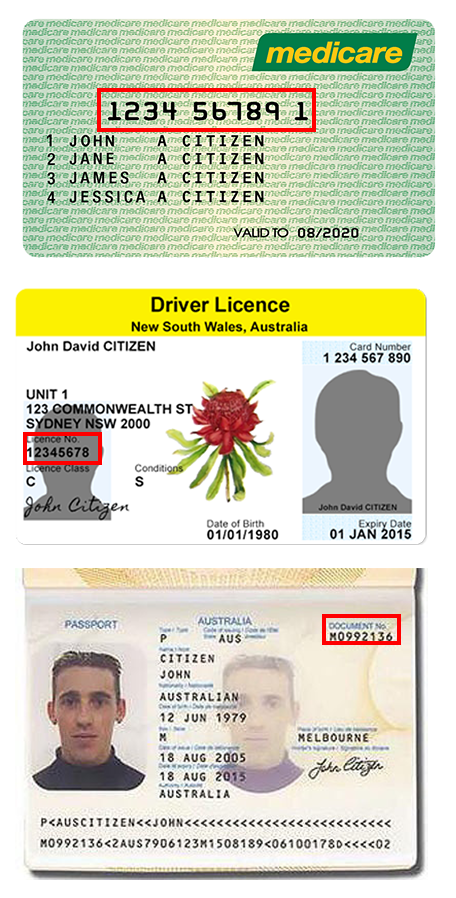 medicare
1234 56789 1
1 JOHN A CITIZEN
2 JANE A CITIZEN
3 JAMES A CITIZEN
4 JESSICA A CITIZEN
VALID TO 08/2020
Driver Licence
New South Wales, Australia
John David CITIZEN
Card Number
1 234 567 890
UNIT 1
123 COMMONWEALTH ST
SYDNEY NSW 2000
Licence No.
12345678
Licence Class
Conditions
C
S
John Citizen
John David CITIZEN
Date of Birth
Expiry Date
01/01/1980
01 JAN 2015
PASSPORT
AUSTRALIA
DOCUMENT No.
P
AUS
M0992136
CITIZEN
JOHN
AUSTRALIAN
12 JUN 1979
M
MELBOURNE
18 AUG 2005
John Citizen
18 AUG 2015
AUSTRALIA
P<AUSCITIZEN<<JOHN<<<<<<<<<<<<<<<<<<<<<<<<<<
M0992136<2AUS7906123M1508189<06100178D<<<<02